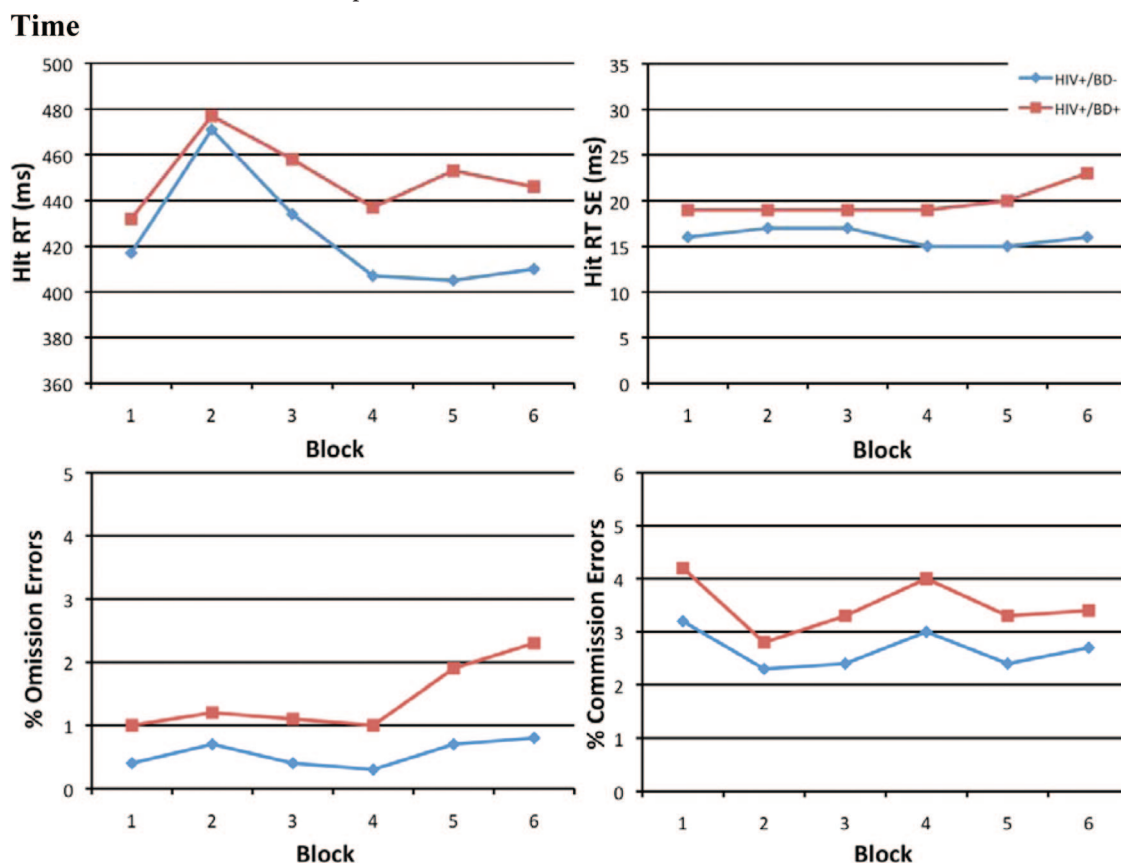 Time
500
480
460
440
420
400
380
360
HIt RT (ms)
1 2 3 4 5 6
Block
35
30
25
20
15
10
5
0
Hit RT SE (ms)
HIV+/BD-
HIV+/BD+
1 2 3 4 5 6
Block
5
4
3
2
1
0
% Omission Errors
1 2 3 4 5 6
Block
6
5
4
3
2
1
0
% Commission Errors
1 2 3 4 5 6
Block